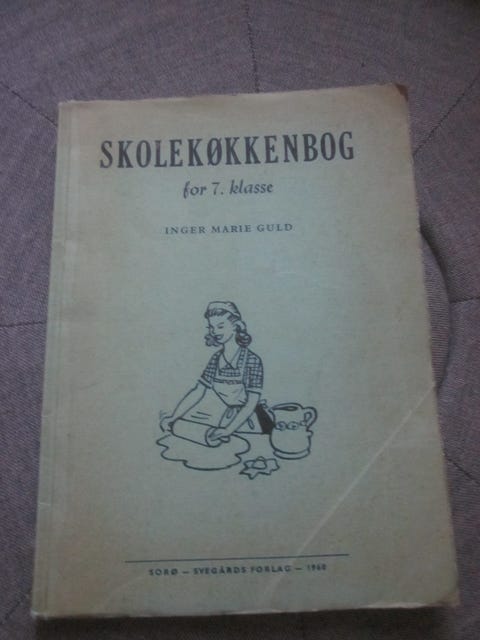 SKOLEKØKKENBOG
for 7. klasse
INGER MARIE GULD
SORØ — SVEGÅRDS FORLAG — 1960